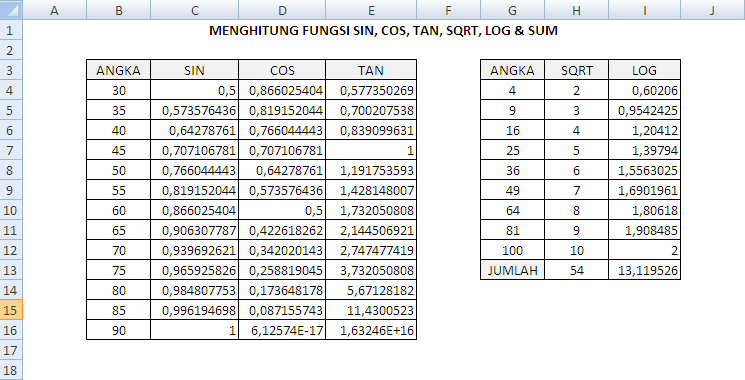 A B C D E F G H I J
1 MENGHITUNG FUNGSI SIN, COS, TAN, SQRT, LOG & SUM
2
3 ANGKA SIN COS TAN ANGKA SQRT LOG
4 30 0,5 0,866025404 0,577350269 4 2 0,60206
5 35 0,573576436 0,819152044 0,700207538 9 3 0,9542425
6 40 0,64278761 0,766044443 0,839099631 16 4 1,20412
7 45 0,707106781 0,707106781 1 25 5 1,39794
8 50 0,766044443 0,64278761 1,191753593 36 6 1,5563025
9 55 0,819152044 0,573576436 1,428148007 49 7 1,6901961
10 60 0,866025404 0,5 1,732050808 64 8 1,80618
11 65 0,906307787 0,422618262 2,144506921 81 9 1,908485
12 70 0,939692621 0,342020143 2,747477419 100 10 2
13 75 0,965925826 0,258819045 3,732050808 JUMLAH 54 13,119526
14 80 0,984807753 0,173648178 5,67128182
15 85 0,996194698 0,087155743 11,4300523
16 90 1 6,12574E-17 1,63246E+16
17
18